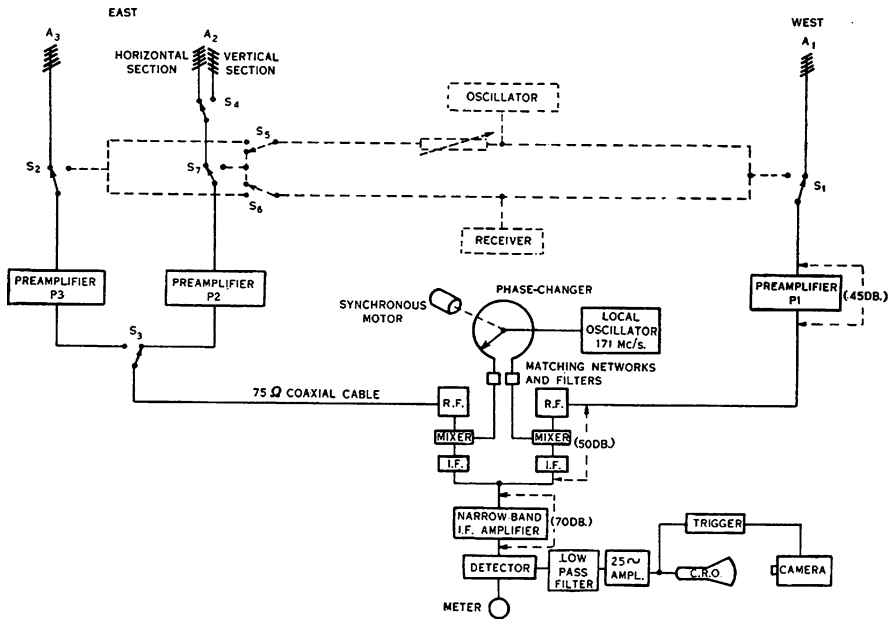 EAST
WEST
A3
A2
A1
HORIZONTAL SECTION
VERTICAL SECTION
S4
OSCILLATOR
S5
S2
S7
S1
S6
RECEIVER
PREAMPLIFIER P3
PREAMPLIFIER P2
PHASE-CHANGER
PREAMPLIFIER P1
(.45DB.)
SYNCHRONOUS MOTOR
LOCAL OSCILLATOR 171 Mc/s.
S3
MATCHING NETWORKS AND FILTERS
75 Ω COAXIAL CABLE
R.F.
R.F.
MIXER
MIXER
(50DB.)
I.F.
I.F.
NARROW-BAND I.F. AMPLIFIER
(70DB.)
TRIGGER
DETECTOR
LOW PASS FILTER
25~ AMPL.
C.R.O.
CAMERA
METER